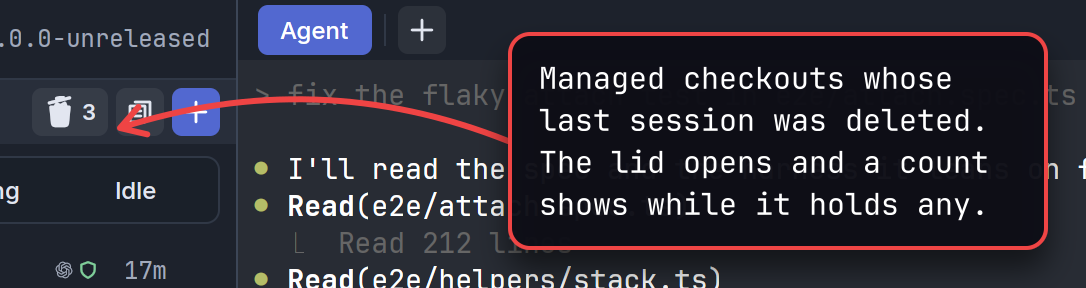 .0.0-unreleased
Agent
> fix the flaky
ts
3
Managed checkouts whose
last session was deleted.
The lid opens and a count
shows while it holds any.
ng
Idle
I'll read the
on f
Read(e2e/attac
Read 212 lines
17m
Read(e2e/helpers/stack.ts)